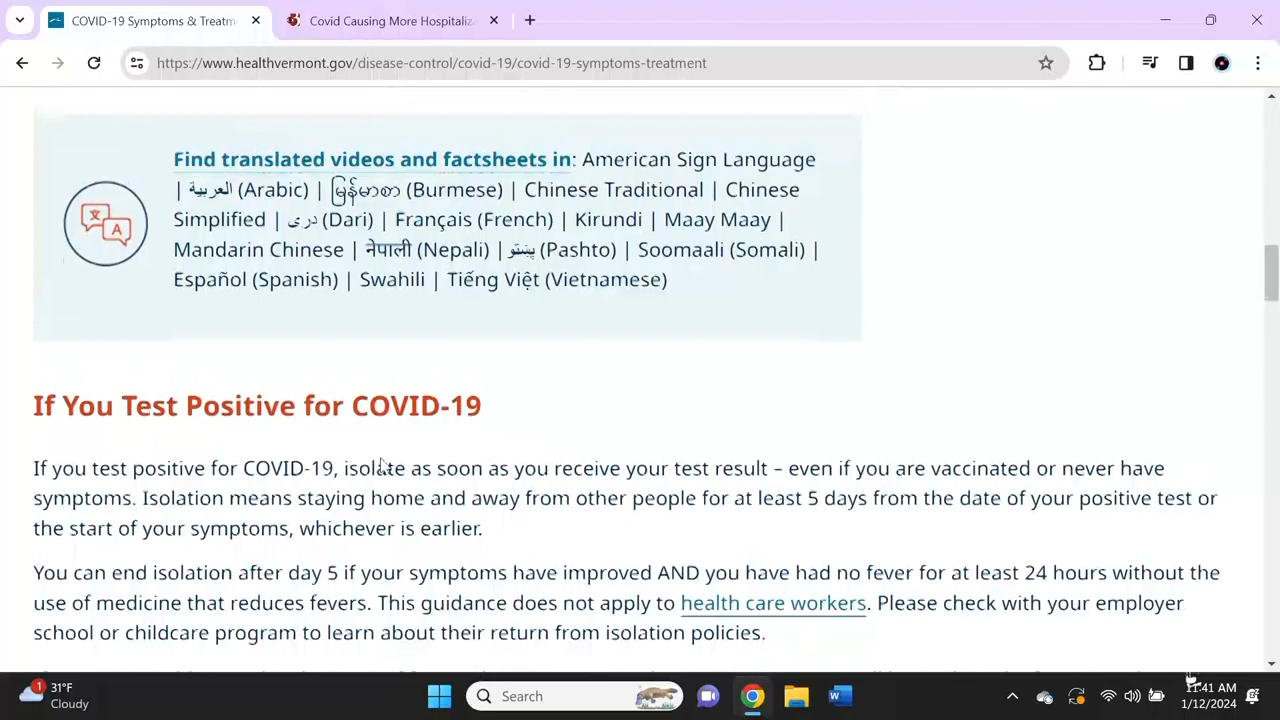 COVID-19 Symptoms & Treatm
Covid Causing More Hospitaliz
https://www.healthvermont.gov/disease-control/covid-19/covid-19-symptoms-treatment
Find translated videos and factsheets in: American Sign Language
| العربية (Arabic) | မြန်မာစာ (Burmese) | Chinese Traditional | Chinese
Simplified | دری (Dari) | Français (French) | Kirundi | Maay Maay |
Mandarin Chinese | नेपाली (Nepali) | پښتو (Pashto) | Soomaali (Somali) |
Español (Spanish) | Swahili | Tiếng Việt (Vietnamese)
文
A
If You Test Positive for COVID-19
If you test positive for COVID-19, isolate as soon as you receive your test result – even if you are vaccinated or never have
symptoms. Isolation means staying home and away from other people for at least 5 days from the date of your positive test or
the start of your symptoms, whichever is earlier.
You can end isolation after day 5 if your symptoms have improved AND you have had no fever for at least 24 hours without the
use of medicine that reduces fevers. This guidance does not apply to health care workers. Please check with your employer
school or childcare program to learn about their return from isolation policies.
1
31°F
Cloudy
Search
W
11:41 AM
1/12/2024